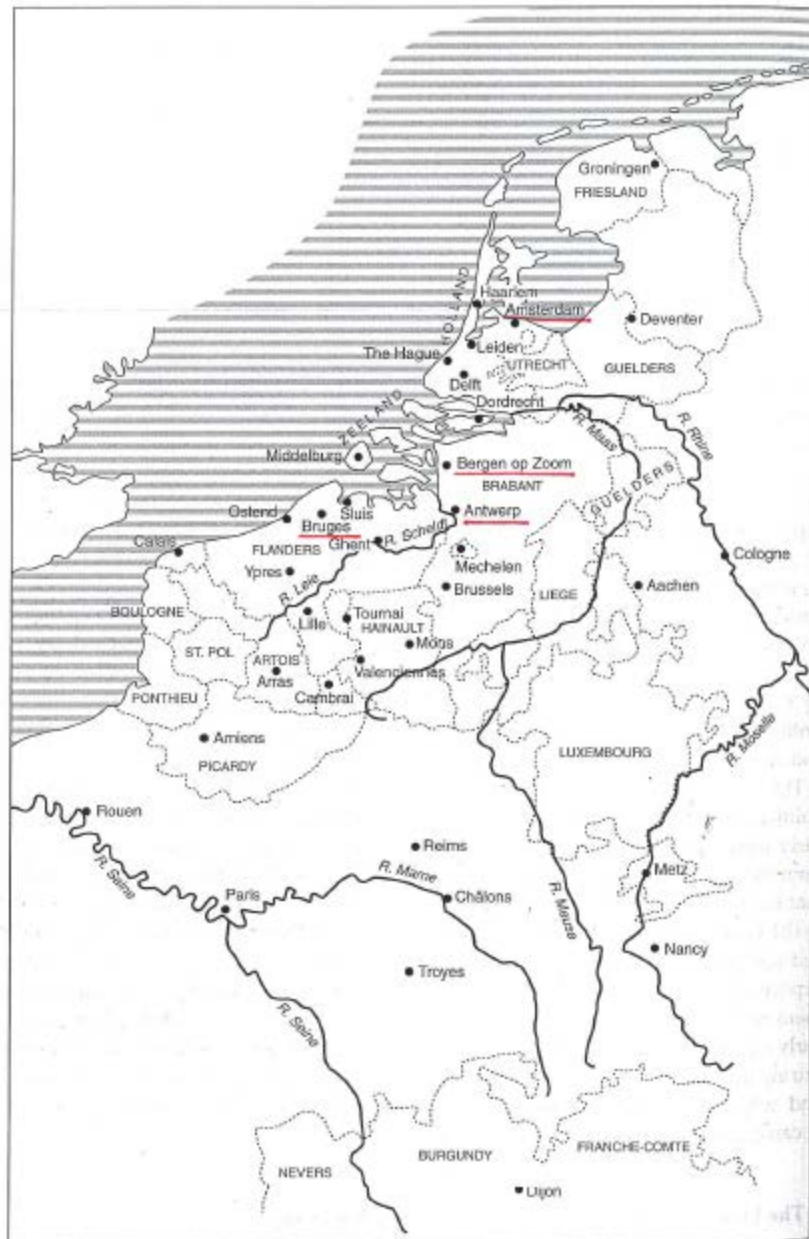 Groningen
FRIESLAND
HOLLAND
Haarlem
Amsterdam
Deventer
Leiden
The Hague
UTRECHT
GUELDERS
Delft
Dordrecht
ZEELAND
R. Maas
R. Rhine
Middelburg
Bergen op Zoom
BRABANT
GUELDERS
Ostend
Sluis
Bruges
Antwerp
Calais
FLANDERS
Ghent
R. Scheldt
Cologne
Mechelen
Ypres
R. Leie
Brussels
LIEGE
Aachen
BOULOGNE
Lille
Tournai
HAINAULT
ST. POL
Mons
ARTOIS
Arras
Valenciennes
Cambrai
PONTHIEU
Amiens
PICARDY
LUXEMBOURG
R. Moselle
Rouen
Reims
R. Seine
R. Marne
Metz
Paris
Châlons
R. Meuze
Nancy
Troyes
R. Seine
BURGUNDY
FRANCHE-COMTE
NEVERS
Dijon